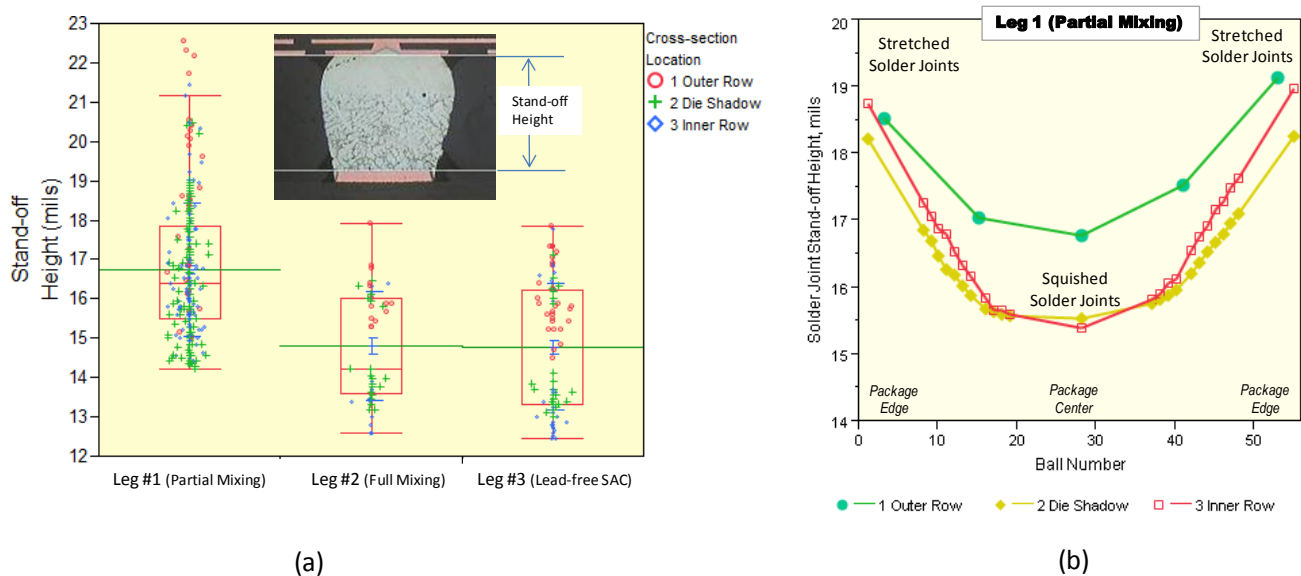 23
22
21
20
19
18
17
16
15
14
13
12
Stand-off
Height (mils)
Stand-off
Height
Cross-section
Location
1 Outer Row
2 Die Shadow
3 Inner Row
Leg #1 (Partial Mixing)
Leg #2 (Full Mixing)
Leg #3 (Lead-free SAC)
(a)
Leg 1 (Partial Mixing)
20
19
18
17
16
15
14
Solder Joint Stand-off Height, mils
Stretched
Solder Joints
Stretched
Solder Joints
Squished
Solder Joints
Package
Edge
Package
Center
Package
Edge
0
10
20
30
40
50
Ball Number
1 Outer Row
2 Die Shadow
3 Inner Row
(b)